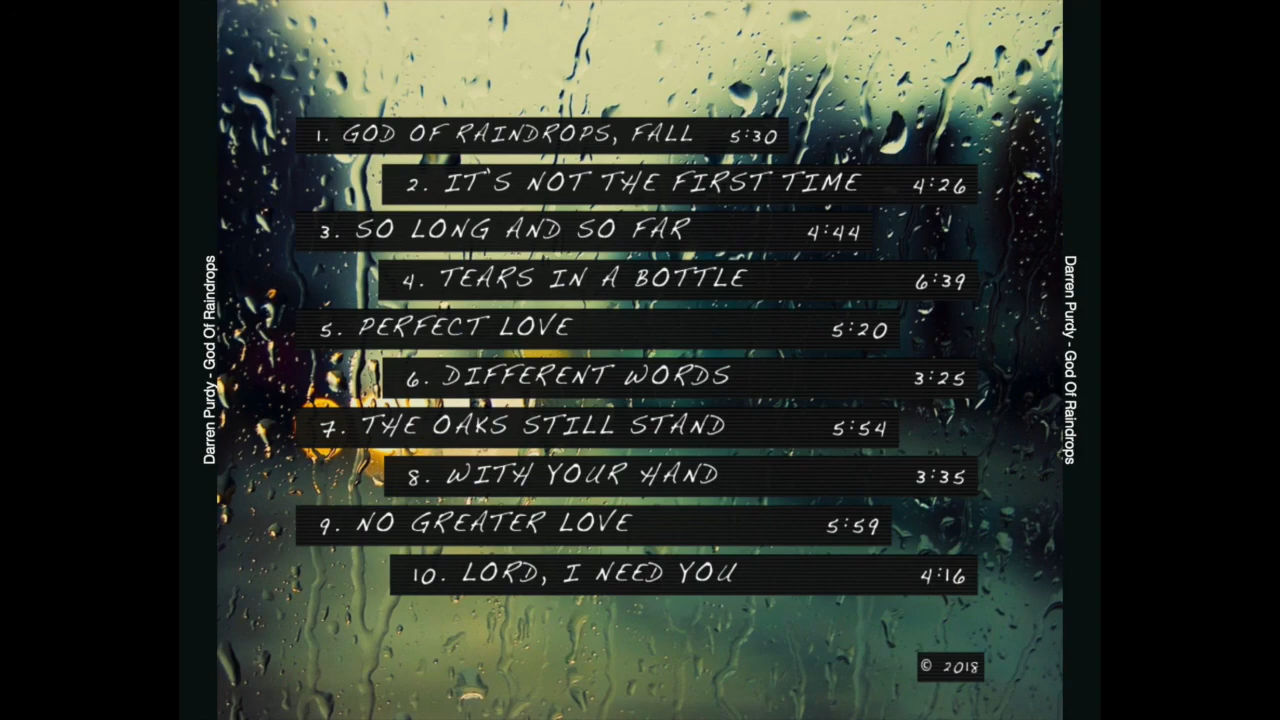 1. GOD OF RAINDROPS, FALL 5:30
2. IT'S NOT THE FIRST TIME 4:26
3. SO LONG AND SO FAR 4:44
4. TEARS IN A BOTTLE 6:39
5. PERFECT LOVE 5:20
6. DIFFERENT WORDS 3:25
7. THE OAKS STILL STAND 5:54
8. WITH YOUR HAND 3:35
9. NO GREATER LOVE 5:59
10. LORD, I NEED YOU 4:16
© 2018
Darren Purdy - God Of Raindrops
Darren Purdy - God Of Raindrops